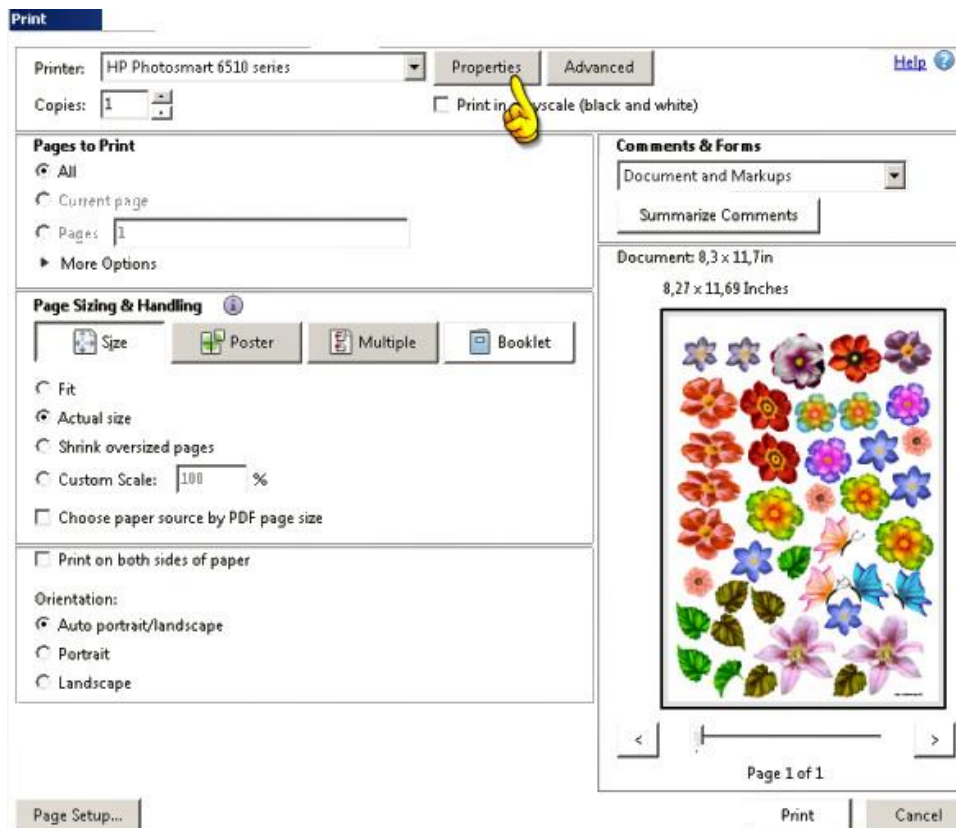 Print
Printer: HP Photosmart 6510 series Properties Advanced Help
Copies: 1 Print in grayscale (black and white)
Pages to Print
All
Current page
Pages 1
More Options
Comments & Forms
Document and Markups
Summarize Comments
Page Sizing & Handling
Size Poster Multiple Booklet
Fit
Actual size
Shrink oversized pages
Custom Scale: 100 %
Choose paper source by PDF page size
Print on both sides of paper
Orientation:
Auto portrait/landscape
Portrait
Landscape
Document: 8,3 x 11,7in
8,27 x 11,69 Inches
< >
Page 1 of 1
Page Setup... Print Cancel